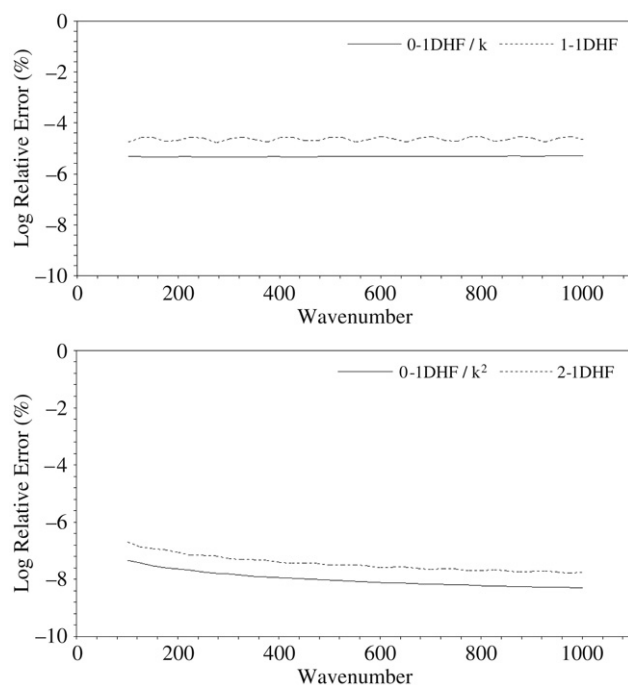 0
0-1DHF / k 1-1DHF
−2
−4
−6
−8
−10
Log Relative Error (%)
0 200 400 600 800 1000
Wavenumber
0
0-1DHF / k² 2-1DHF
−2
−4
−6
−8
−10
Log Relative Error (%)
0 200 400 600 800 1000
Wavenumber